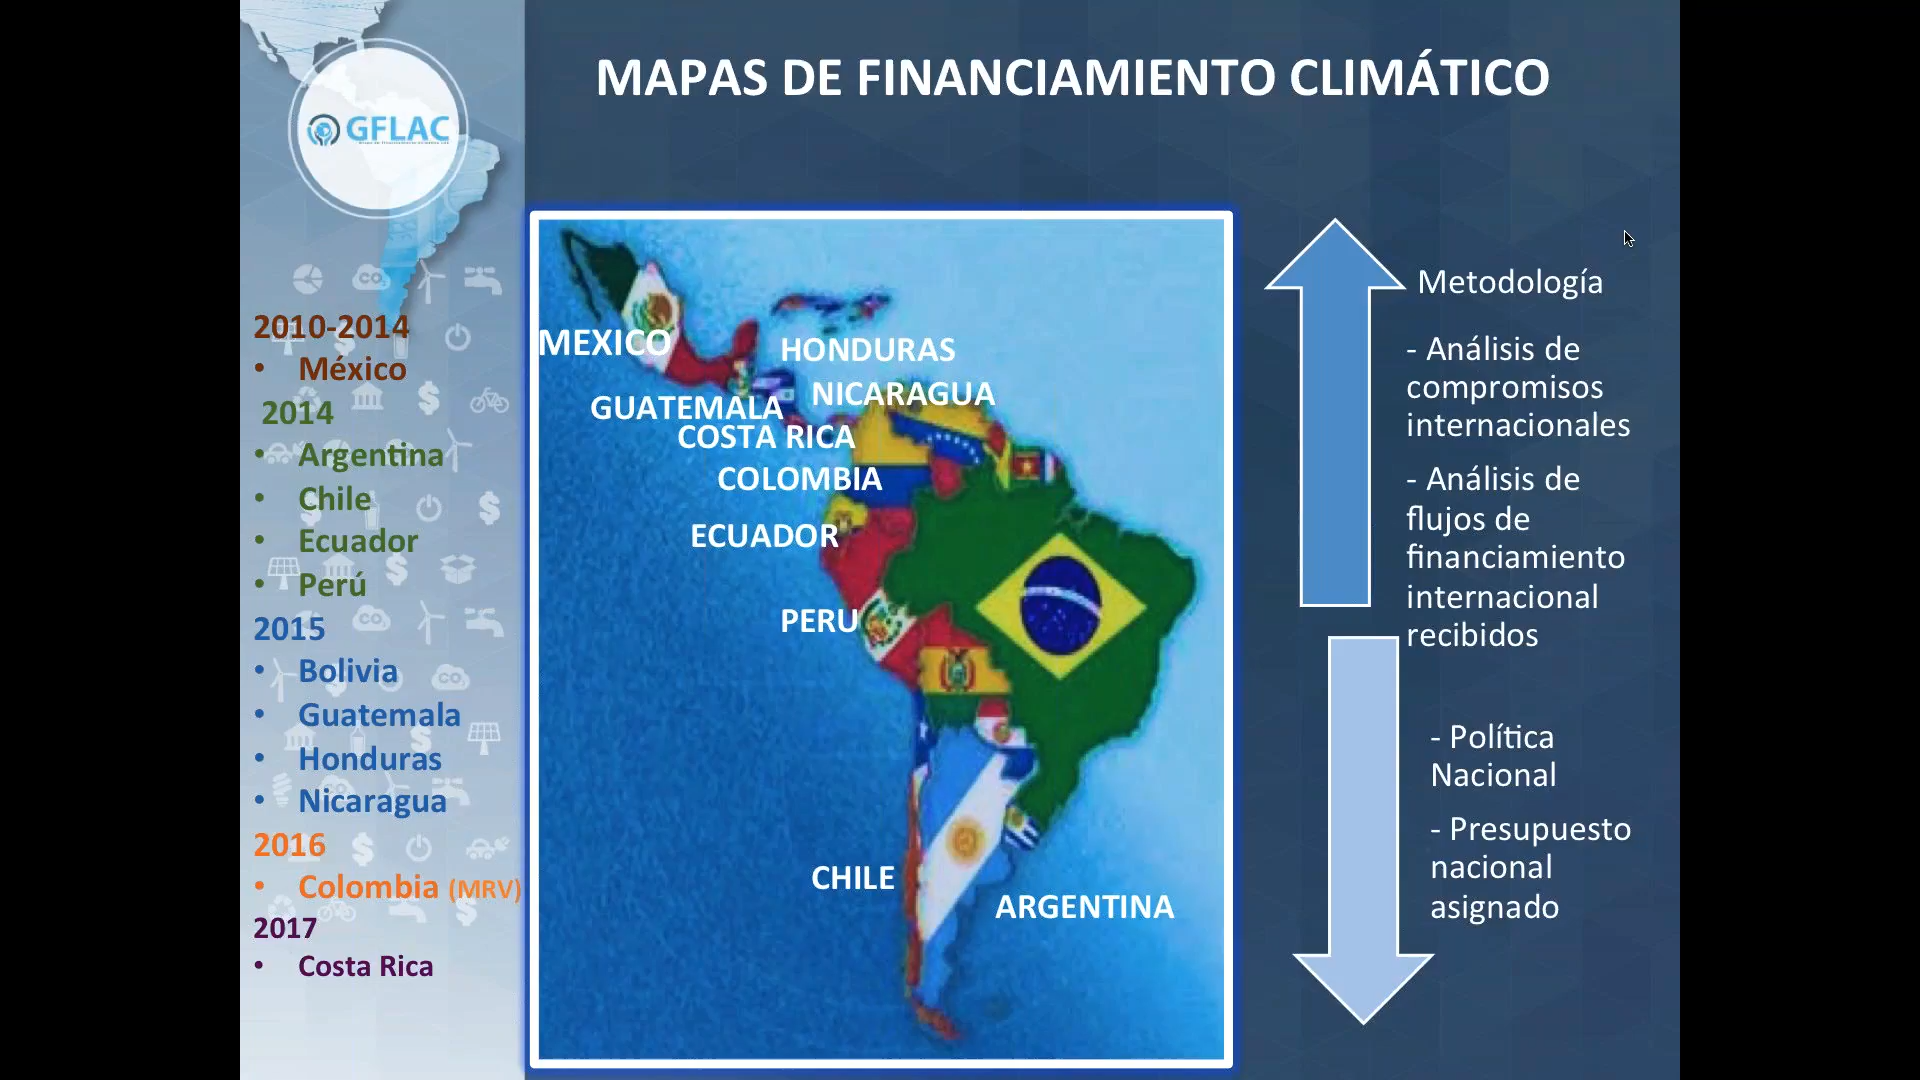 MAPAS DE FINANCIAMIENTO CLIMÁTICO
GFLAC
2010-2014
• México
2014
• Argentina
• Chile
• Ecuador
• Perú
2015
• Bolivia
• Guatemala
• Honduras
• Nicaragua
2016
• Colombia (MRV)
2017
• Costa Rica
MEXICO
HONDURAS
NICARAGUA
GUATEMALA
COSTA RICA
COLOMBIA
ECUADOR
PERU
CHILE
ARGENTINA
Metodología
- Análisis de
compromisos
internacionales
- Análisis de
flujos de
financiamiento
internacional
recibidos
- Política
Nacional
- Presupuesto
nacional
asignado